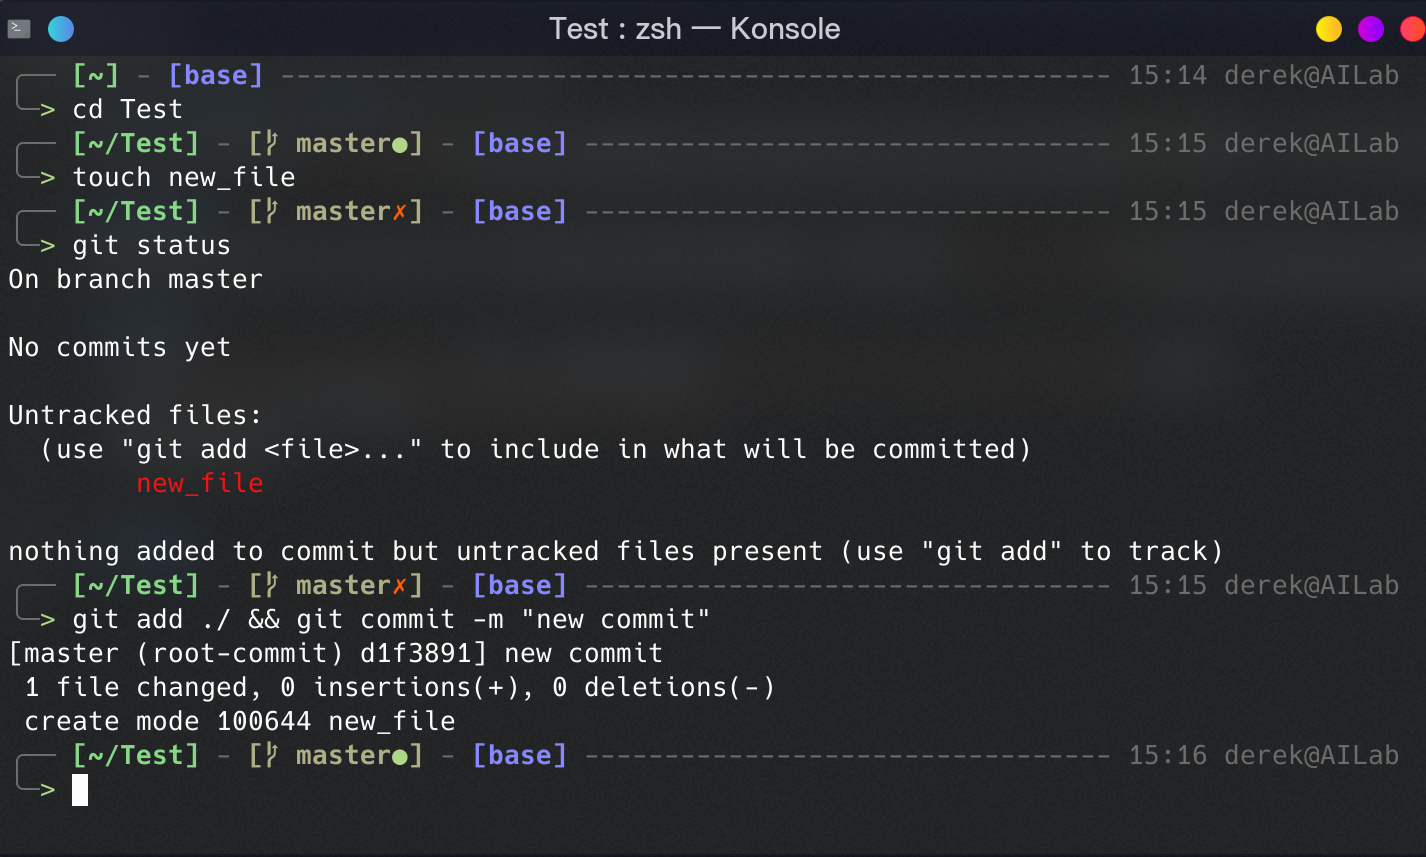 Test : zsh — Konsole
[~] - [base] ---------------------------------------------------- 15:14 derek@AILab
> cd Test
[~/Test] - [ master●] - [base] --------------------------------- 15:15 derek@AILab
> touch new_file
[~/Test] - [ master✗] - [base] --------------------------------- 15:15 derek@AILab
> git status
On branch master
No commits yet
Untracked files:
  (use "git add <file>..." to include in what will be committed)
        new_file
nothing added to commit but untracked files present (use "git add" to track)
[~/Test] - [ master✗] - [base] --------------------------------- 15:15 derek@AILab
> git add ./ && git commit -m "new commit"
[master (root-commit) d1f3891] new commit
 1 file changed, 0 insertions(+), 0 deletions(-)
 create mode 100644 new_file
[~/Test] - [ master●] - [base] --------------------------------- 15:16 derek@AILab
>